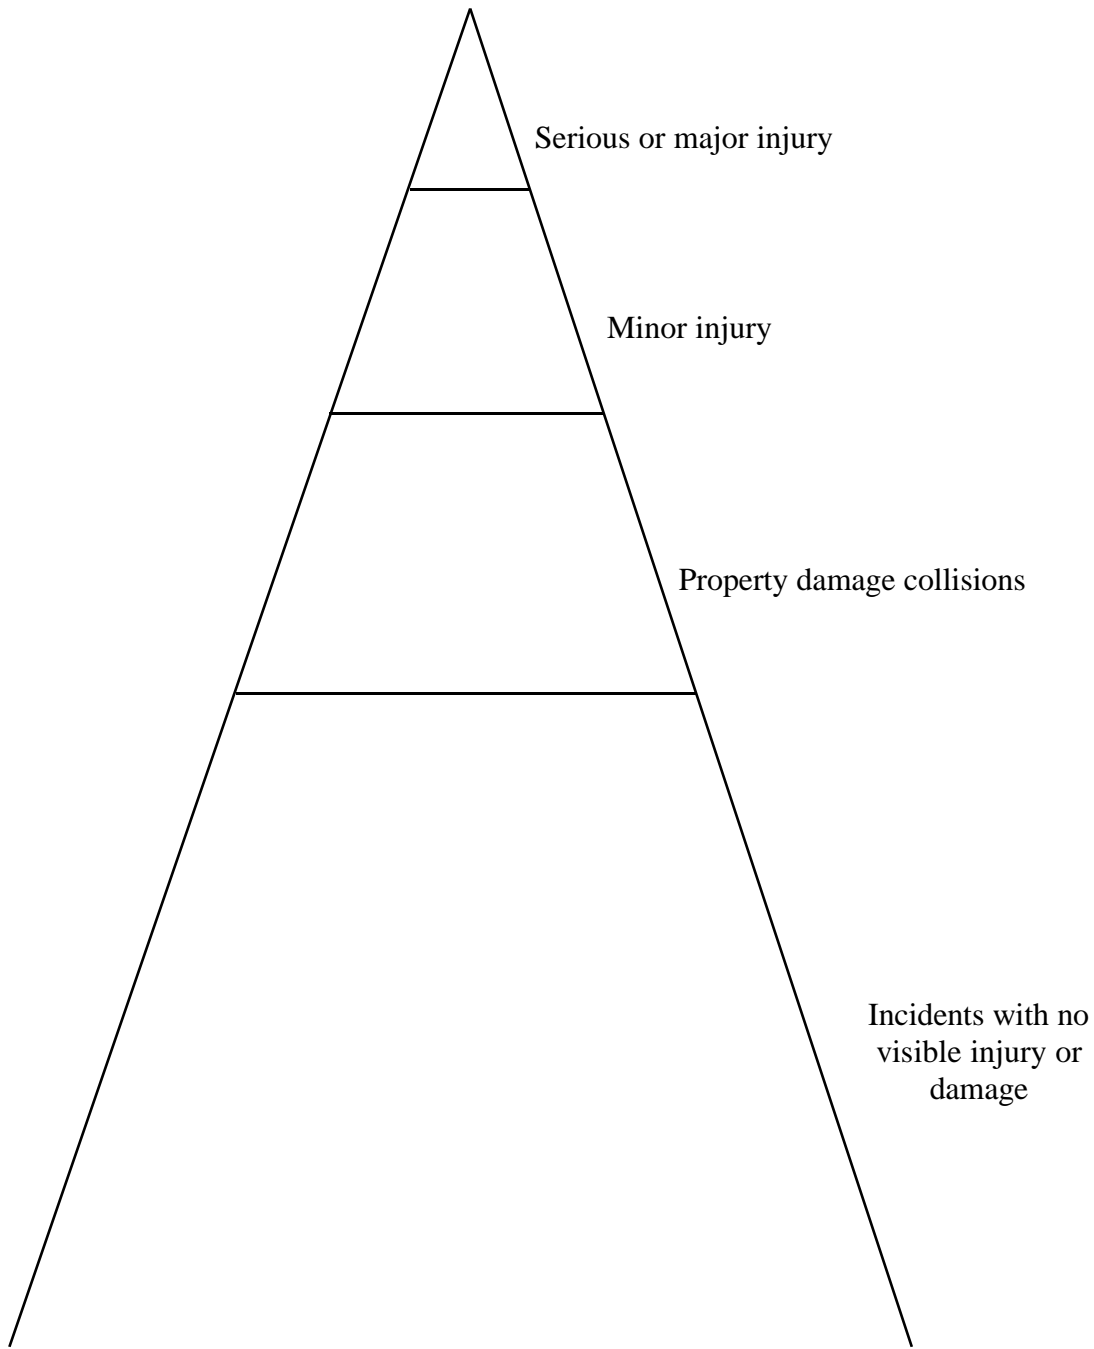 Serious or major injury
Minor injury
Property damage collisions
Incidents with no
visible injury or
damage